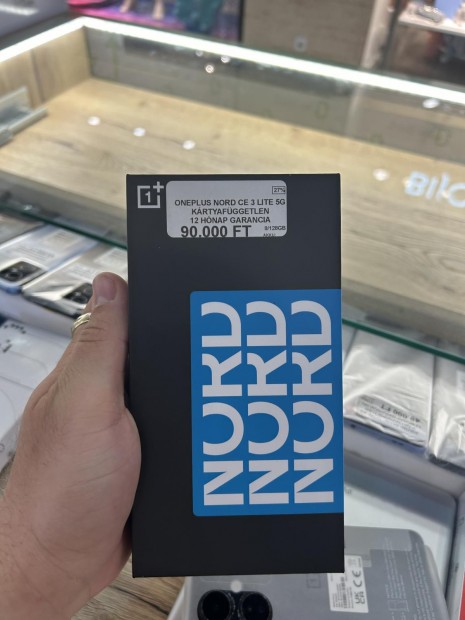 1+
27%
ONEPLUS NORD CE 3 LITE 5G
KÁRTYAFÜGGETLEN
12 HÓNAP GARANCIA
90.000 FT
8/128GB
NORD
NORD
NORD